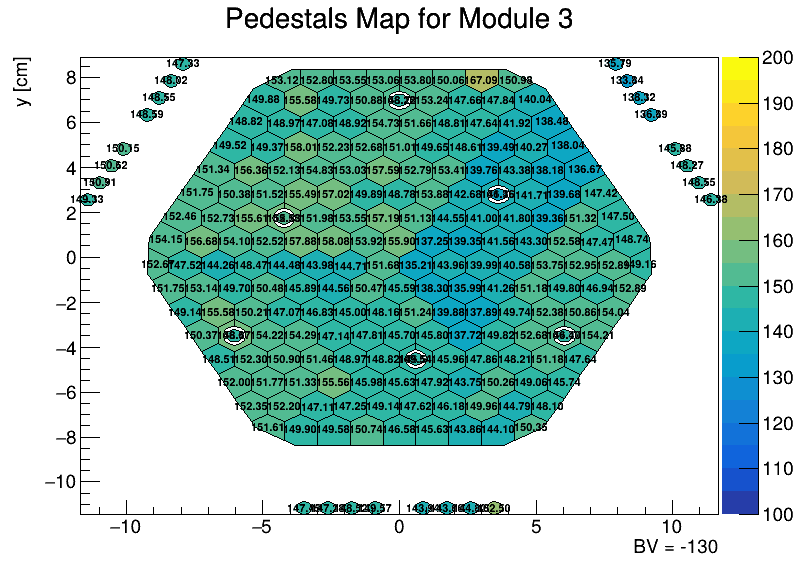 Pedestals Map for Module 3
y [cm]
147.33 135.79 200
8 148.02 153.12 152.80 153.55 153.06 153.80 150.06 167.09 150.98 133.64
148.55 149.88 155.58 149.73 150.88 153.24 147.66 147.84 140.04 138.32 190
6 148.59 148.82 148.97 147.08 148.92 154.73 151.66 148.81 147.64 141.92 138.48 136.89
180
150.15 149.52 149.37 158.01 152.23 152.68 151.01 149.65 148.61 139.49 140.27 138.04 145.88
4 150.62 151.34 156.36 152.13 154.83 153.03 157.59 152.79 153.41 139.76 143.38 138.18 136.67 148.27 170
150.91 148.55
149.33 151.75 150.38 151.52 155.49 157.02 149.89 148.78 153.88 142.68 141.71 139.68 147.42 146.38
2 152.46 152.73 155.61 151.98 153.55 157.19 151.13 144.55 141.00 141.80 139.36 151.32 147.50 160
154.15 156.68 154.10 152.52 157.88 158.08 153.92 155.90 137.25 139.35 141.56 143.30 152.58 147.47 148.74
0 147.52 144.26 148.47 144.48 143.98 144.71 151.68 135.21 143.96 139.99 140.58 153.75 152.95 152.89 149.15 150
151.75 153.14 149.70 150.48 145.89 144.56 150.47 145.59 138.30 135.99 141.26 151.18 149.80 146.94 152.89
−2 149.14 155.58 150.21 147.07 146.83 145.00 148.16 151.24 139.88 137.89 149.74 152.38 150.86 154.04 140
150.37 154.22 154.29 147.14 147.81 145.70 145.80 137.72 149.82 152.68 154.21
−4 148.51 152.30 150.90 151.46 148.97 148.82 145.96 147.86 148.21 151.18 147.64 130
152.00 151.77 151.33 155.56 145.98 145.63 147.92 143.75 150.26 149.06 145.74
−6 152.35 152.20 147.11 147.25 149.14 147.62 146.18 149.96 144.79 148.10 120
−8 151.61 149.90 149.58 150.74 146.58 145.63 143.86 144.10 150.35
110
−10
100
−10 −5 0 5 10
BV = -130